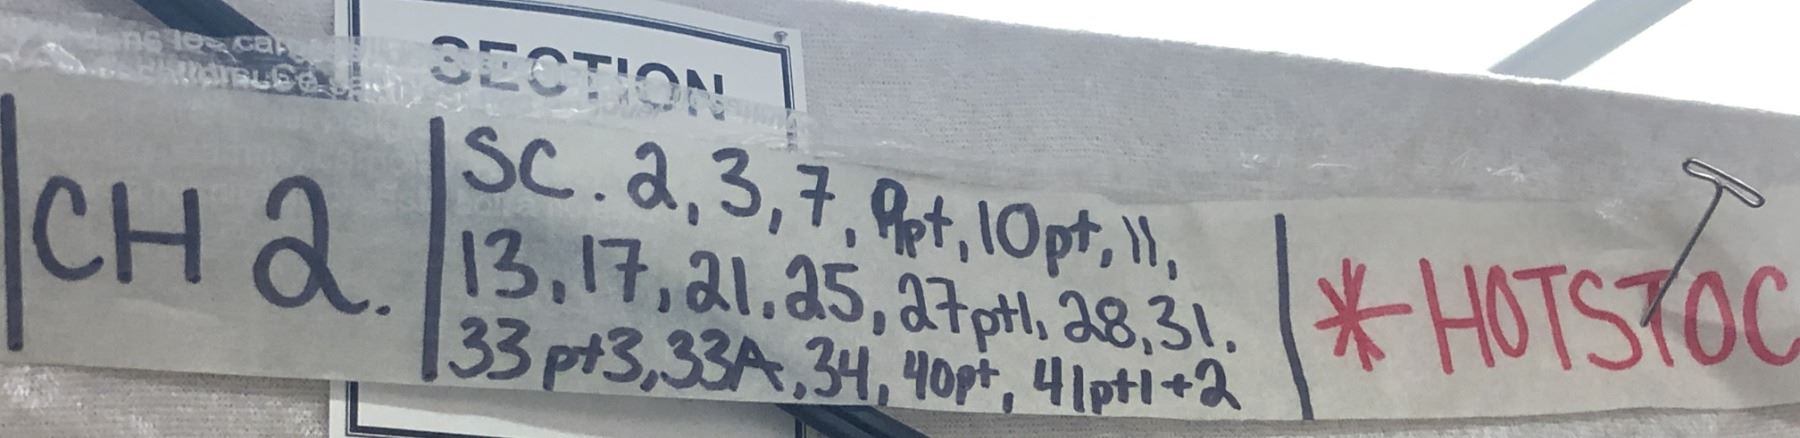 SECTION
CH 2.
SC. 2, 3, 7, 9pt, 10pt, 11,
13, 17, 21, 25, 27pt1, 28, 31.
33pt3, 33A, 34, 40pt, 41pt1+2
* HOTSTOC